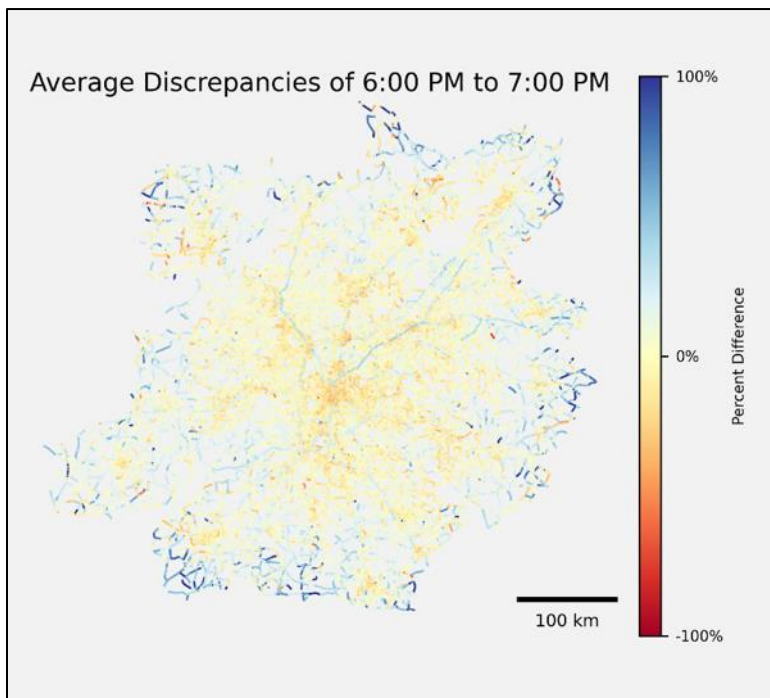 Average Discrepancies of 6:00 PM to 7:00 PM
100%
0%
-100%
Percent Difference
100 km